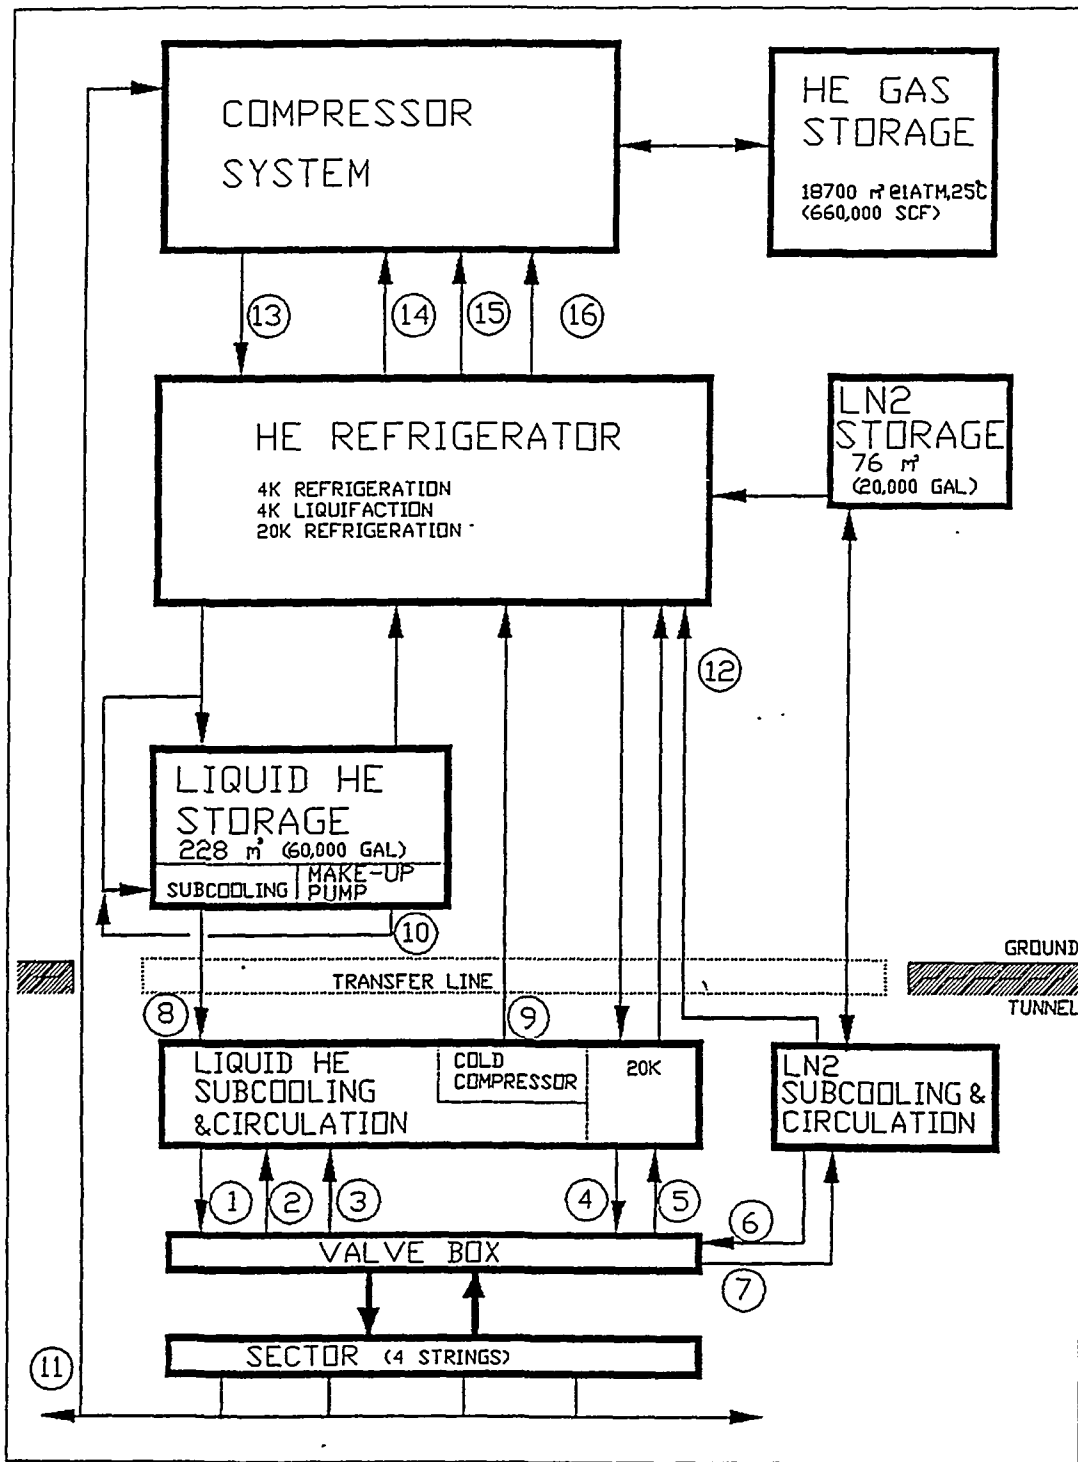 COMPRESSOR
SYSTEM
HE GAS
STORAGE
18700 m³ @1ATM,25°C
(660,000 SCF)
13
14
15
16
HE REFRIGERATOR
4K REFRIGERATION
4K LIQUIFACTION
20K REFRIGERATION
LN2
STORAGE
76 m³
(20,000 GAL)
12
LIQUID HE
STORAGE
228 m³ (60,000 GAL)
SUBCOOLING
MAKE-UP
PUMP
10
GROUND
TRANSFER LINE
TUNNEL
8
9
LIQUID HE
SUBCOOLING
&CIRCULATION
COLD
COMPRESSOR
20K
LN2
SUBCOOLING &
CIRCULATION
1
2
3
4
5
6
VALVE BOX
7
SECTOR (4 STRINGS)
11